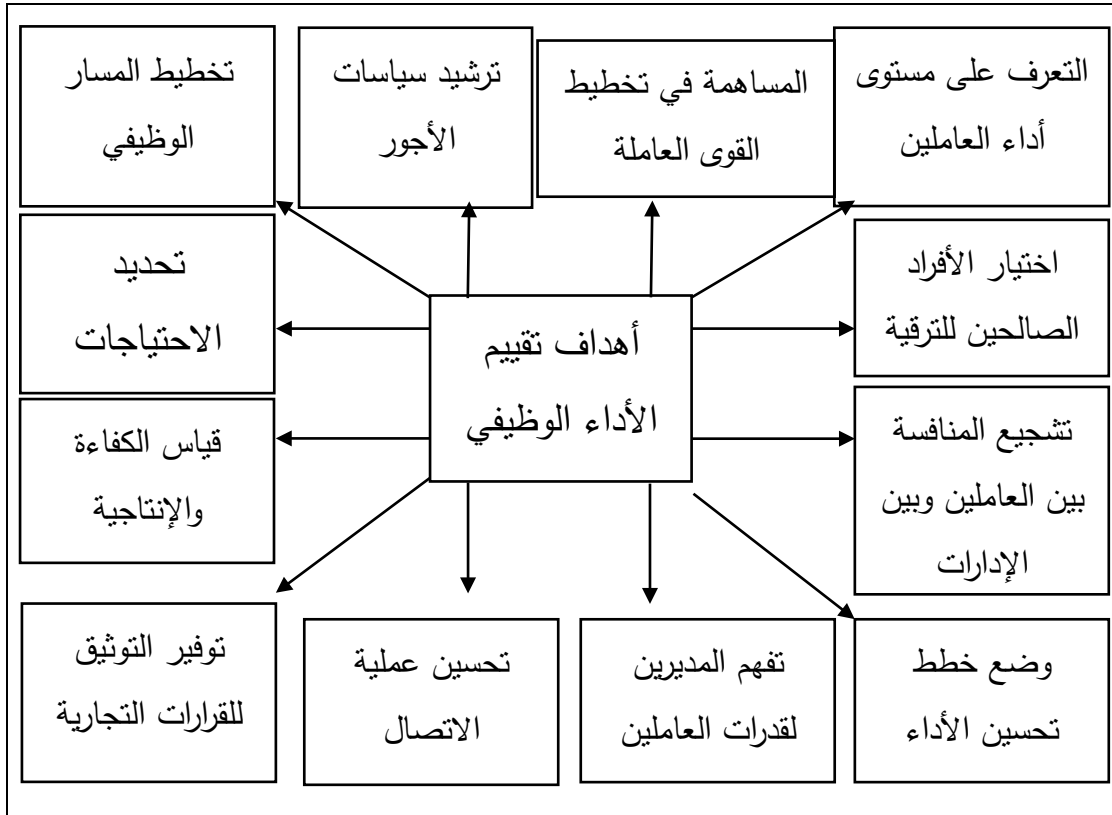 التعرف على مستوى
أداء العاملين
المساهمة في تخطيط
القوى العاملة
ترشيد سياسات
الأجور
تخطيط المسار
الوظيفي
اختيار الأفراد
الصالحين للترقية
أهداف تقييم
الأداء الوظيفي
تحديد
الاحتياجات
تشجيع المنافسة
بين العاملين وبين
الإدارات
قياس الكفاءة
والإنتاجية
وضع خطط
تحسين الأداء
تفهم المديرين
لقدرات العاملين
تحسين عملية
الاتصال
توفير التوثيق
للقرارات التجارية